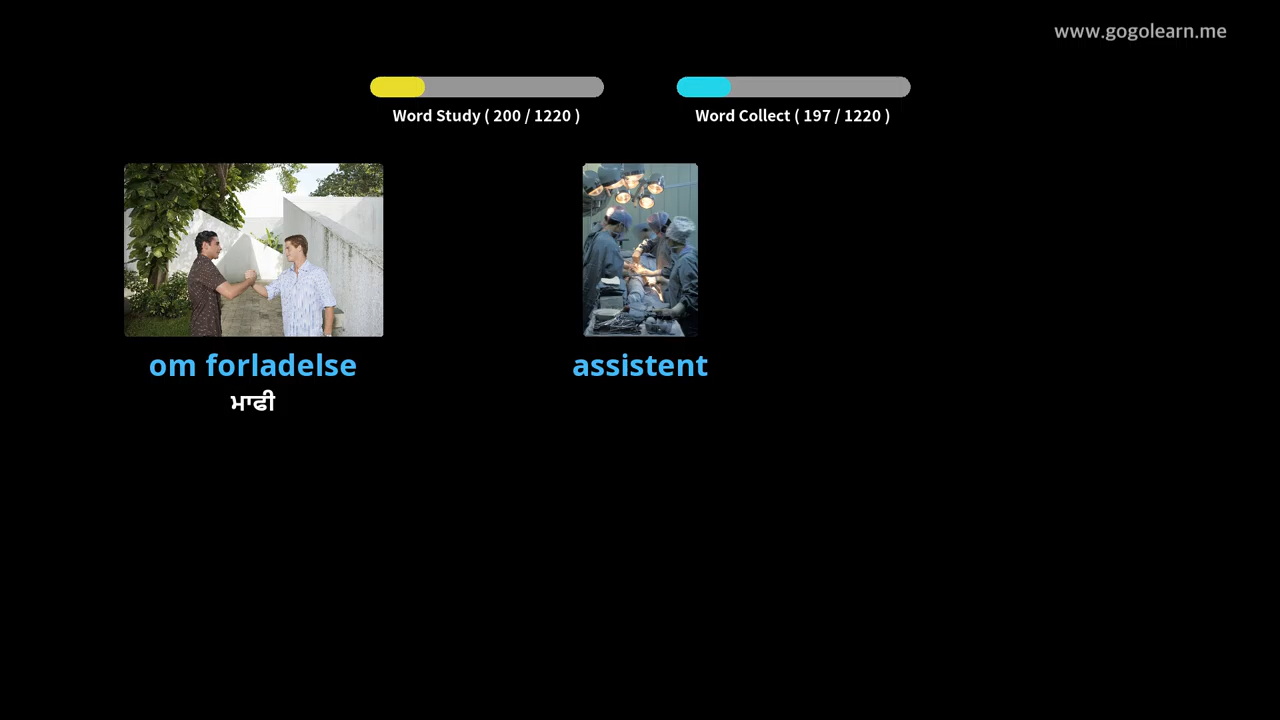 www.gogolearn.me
Word Study ( 200 / 1220 )
Word Collect ( 197 / 1220 )
om forladelse
ਮਾਫੀ
assistent